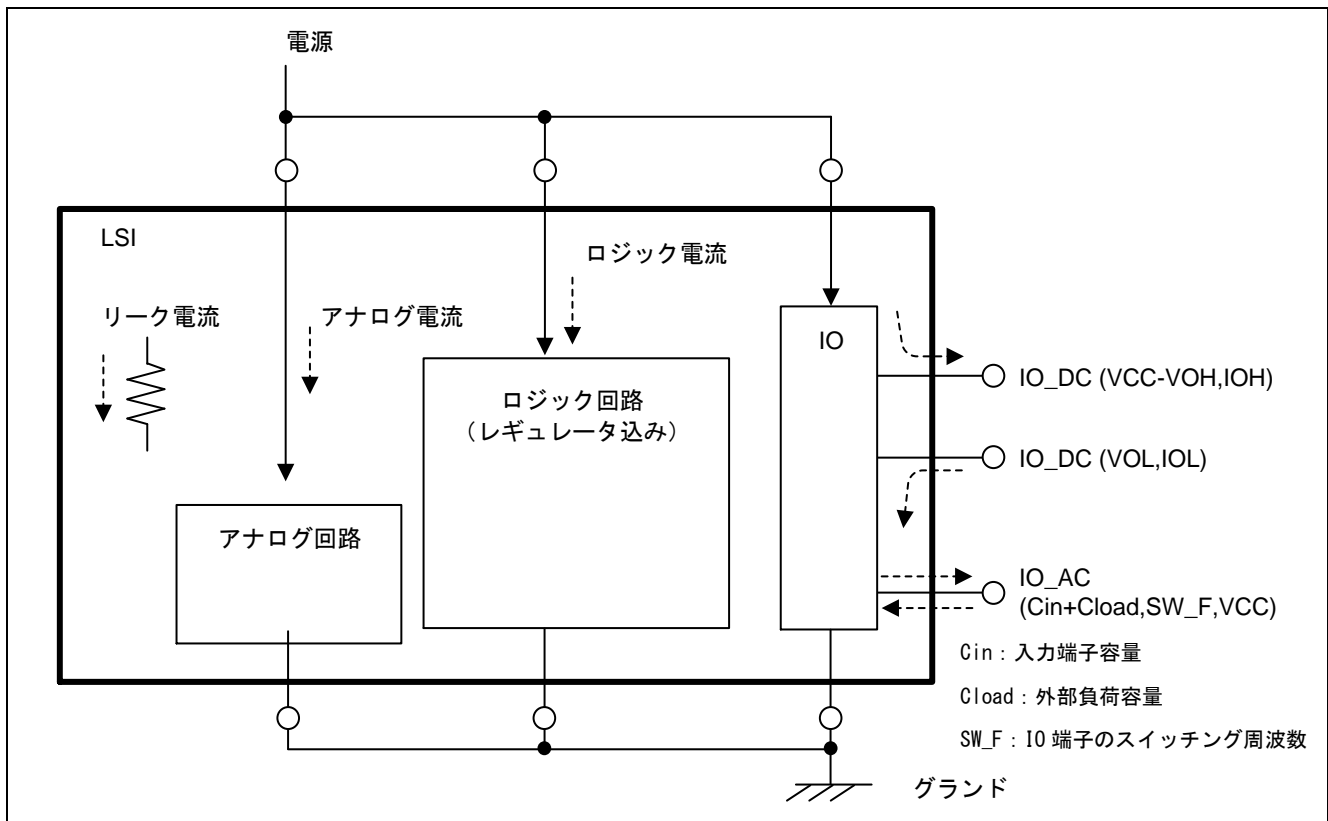 電源
LSI
ロジック電流
リーク電流
アナログ電流
IO
ロジック回路
(レギュレータ込み)
アナログ回路
IO_DC (VCC-VOH,IOH)
IO_DC (VOL,IOL)
IO_AC
(Cin+Cload,SW_F,VCC)
Cin:入力端子容量
Cload:外部負荷容量
SW_F:IO 端子のスイッチング周波数
グランド